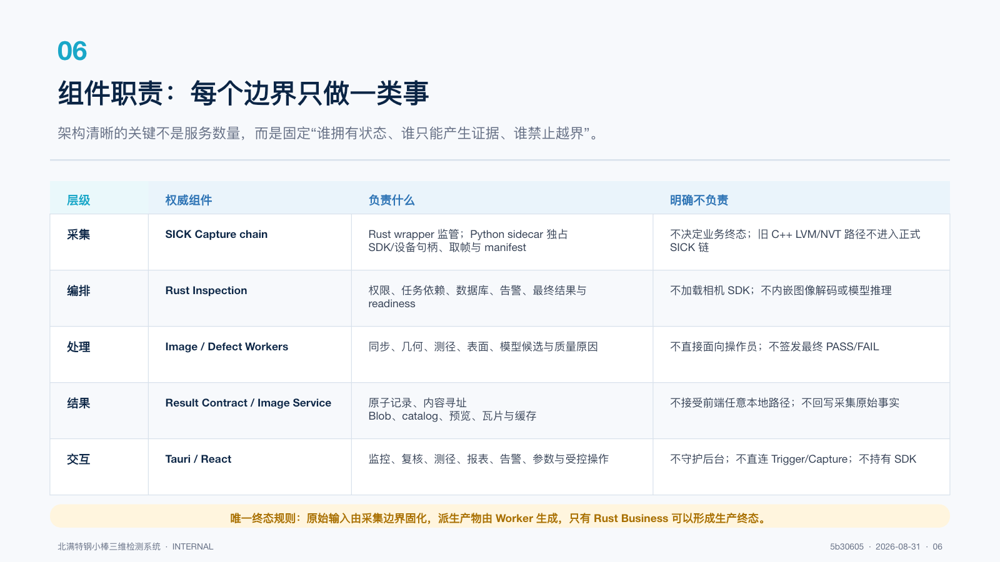 06
组件职责：每个边界只做一类事
架构清晰的关键不是服务数量，而是固定“谁拥有状态、谁只能产生证据、谁禁止越界”。
层级 权威组件 负责什么 明确不负责
采集 SICK Capture chain
Rust wrapper 监管；Python sidecar 独占
SDK/设备句柄、取帧与 manifest
不决定业务终态；旧 C++ LVM/NVT 路径不进入正式
SICK 链
编排 Rust Inspection
权限、任务依赖、数据库、告警、最终结果与
readiness
不加载相机 SDK；不内嵌图像解码或模型推理
处理 Image / Defect Workers
同步、几何、测径、表面、模型候选与质量原因
不直接面向操作员；不签发最终 PASS/FAIL
结果 Result Contract / Image Service
原子记录、内容寻址
Blob、catalog、预览、瓦片与缓存
不接受前端任意本地路径；不回写采集原始事实
交互 Tauri / React
监控、复核、测径、报表、告警、参数与受控操作
不守护后台；不直连 Trigger/Capture；不持有 SDK
唯一终态规则：原始输入由采集边界固化，派生产物由 Worker 生成，只有 Rust Business 可以形成生产终态。
北满特钢小棒三维检测系统 · INTERNAL
5b30605 · 2026-08-31 · 06